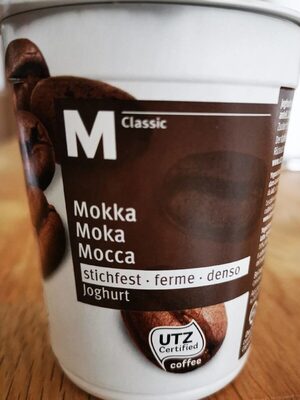 M Classic
Mokka
Moka
Mocca
stichfest · ferme · denso
Joghurt
UTZ
Certified
coffee